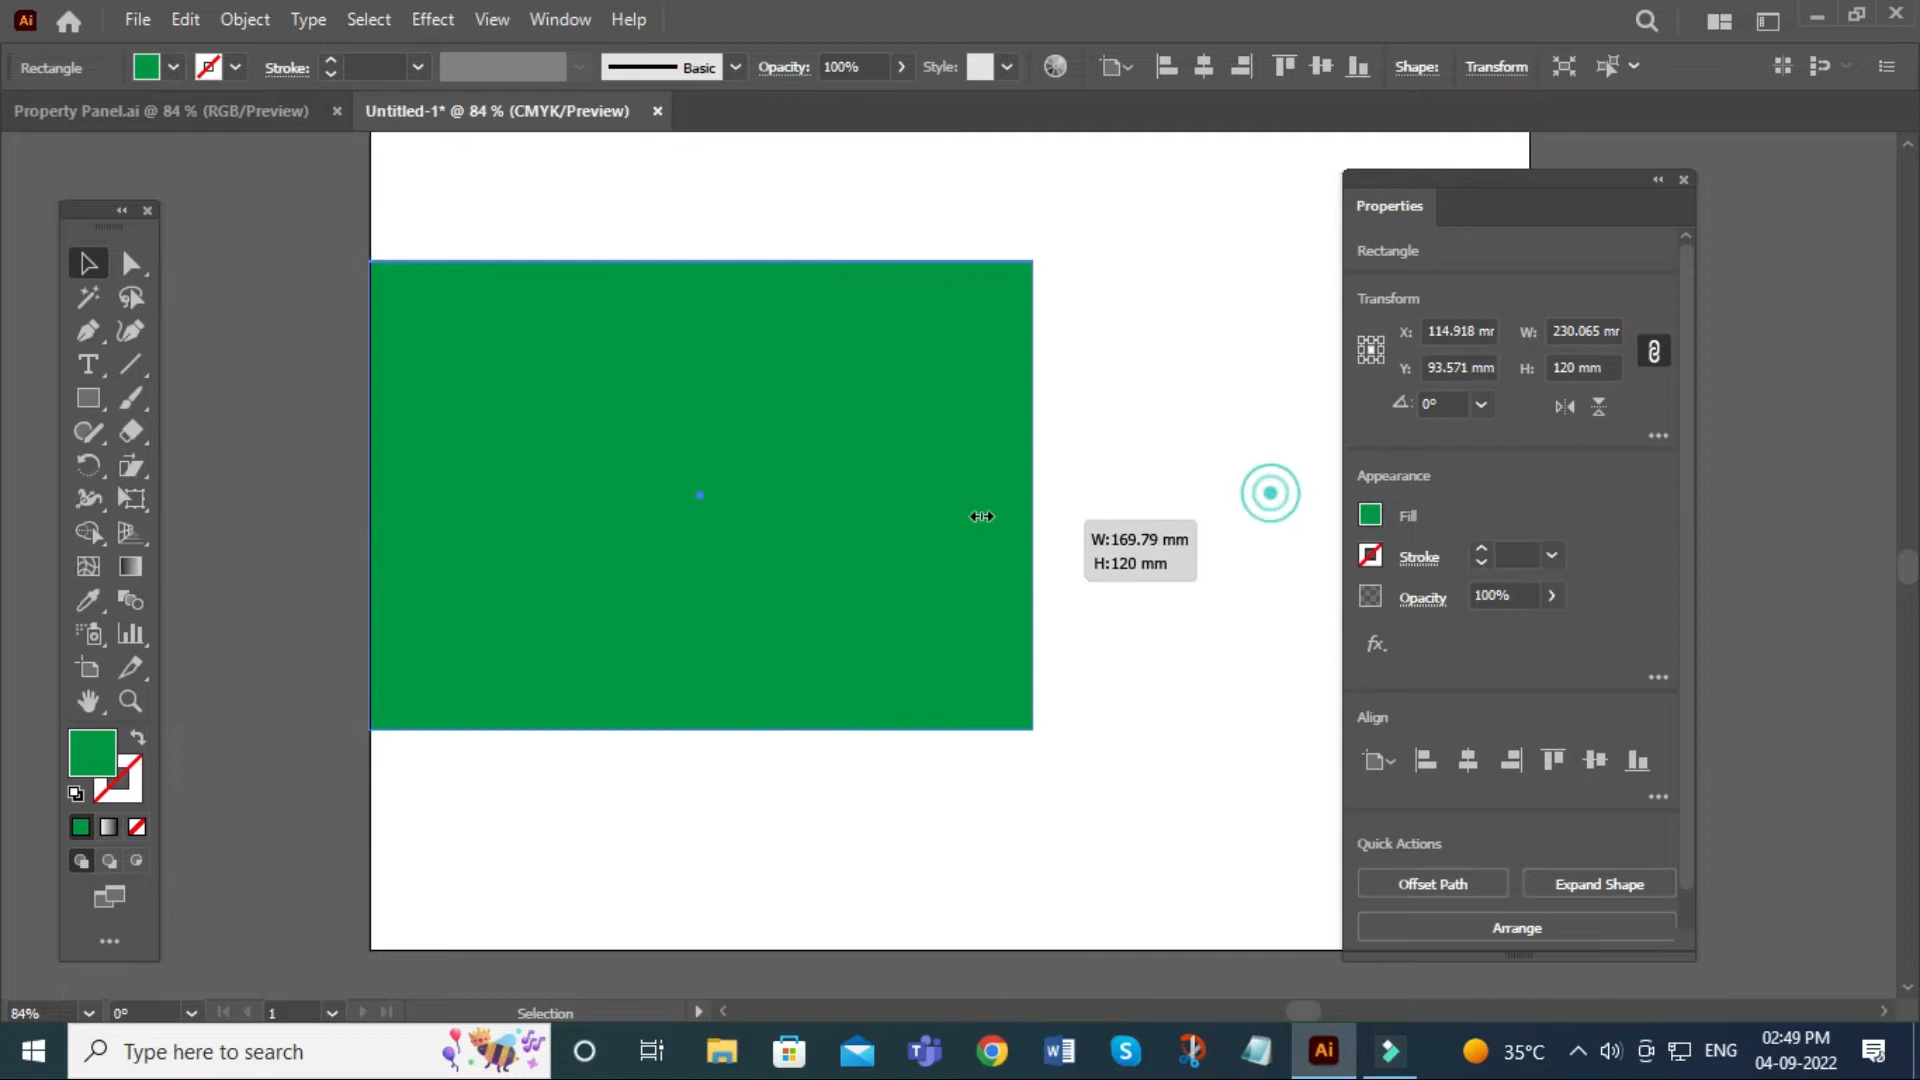 Ai File Edit Object Type Select Effect View Window Help
Rectangle Stroke: Basic Opacity: 100% Style: Shape: Transform
Property Panel.ai @ 84 % (RGB/Preview) × Untitled-1* @ 84 % (CMYK/Preview) ×
Properties
Rectangle
Transform
X: 114.918 mr W: 230.065 mr
Y: 93.571 mm H: 120 mm
0°
Appearance
Fill
Stroke
Opacity 100%
fx.
W:169.79 mm
H:120 mm
Align
Quick Actions
Offset Path Expand Shape
Arrange
84% 0° 1 Selection
Type here to search
Ai
35°C ENG
02:49 PM
04-09-2022